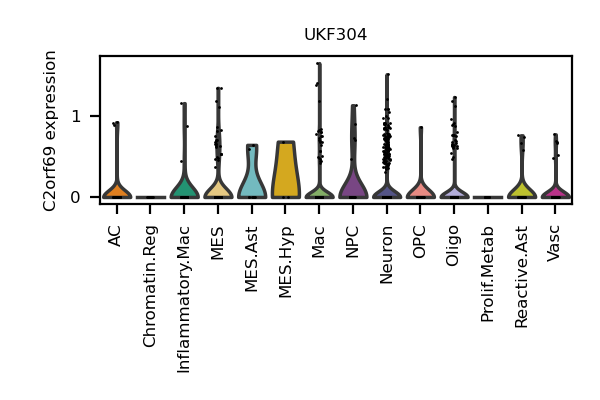 UKF304
C2orf69 expression
1
0
AC
Chromatin.Reg
Inflammatory.Mac
MES
MES.Ast
MES.Hyp
Mac
NPC
Neuron
OPC
Oligo
Prolif.Metab
Reactive.Ast
Vasc